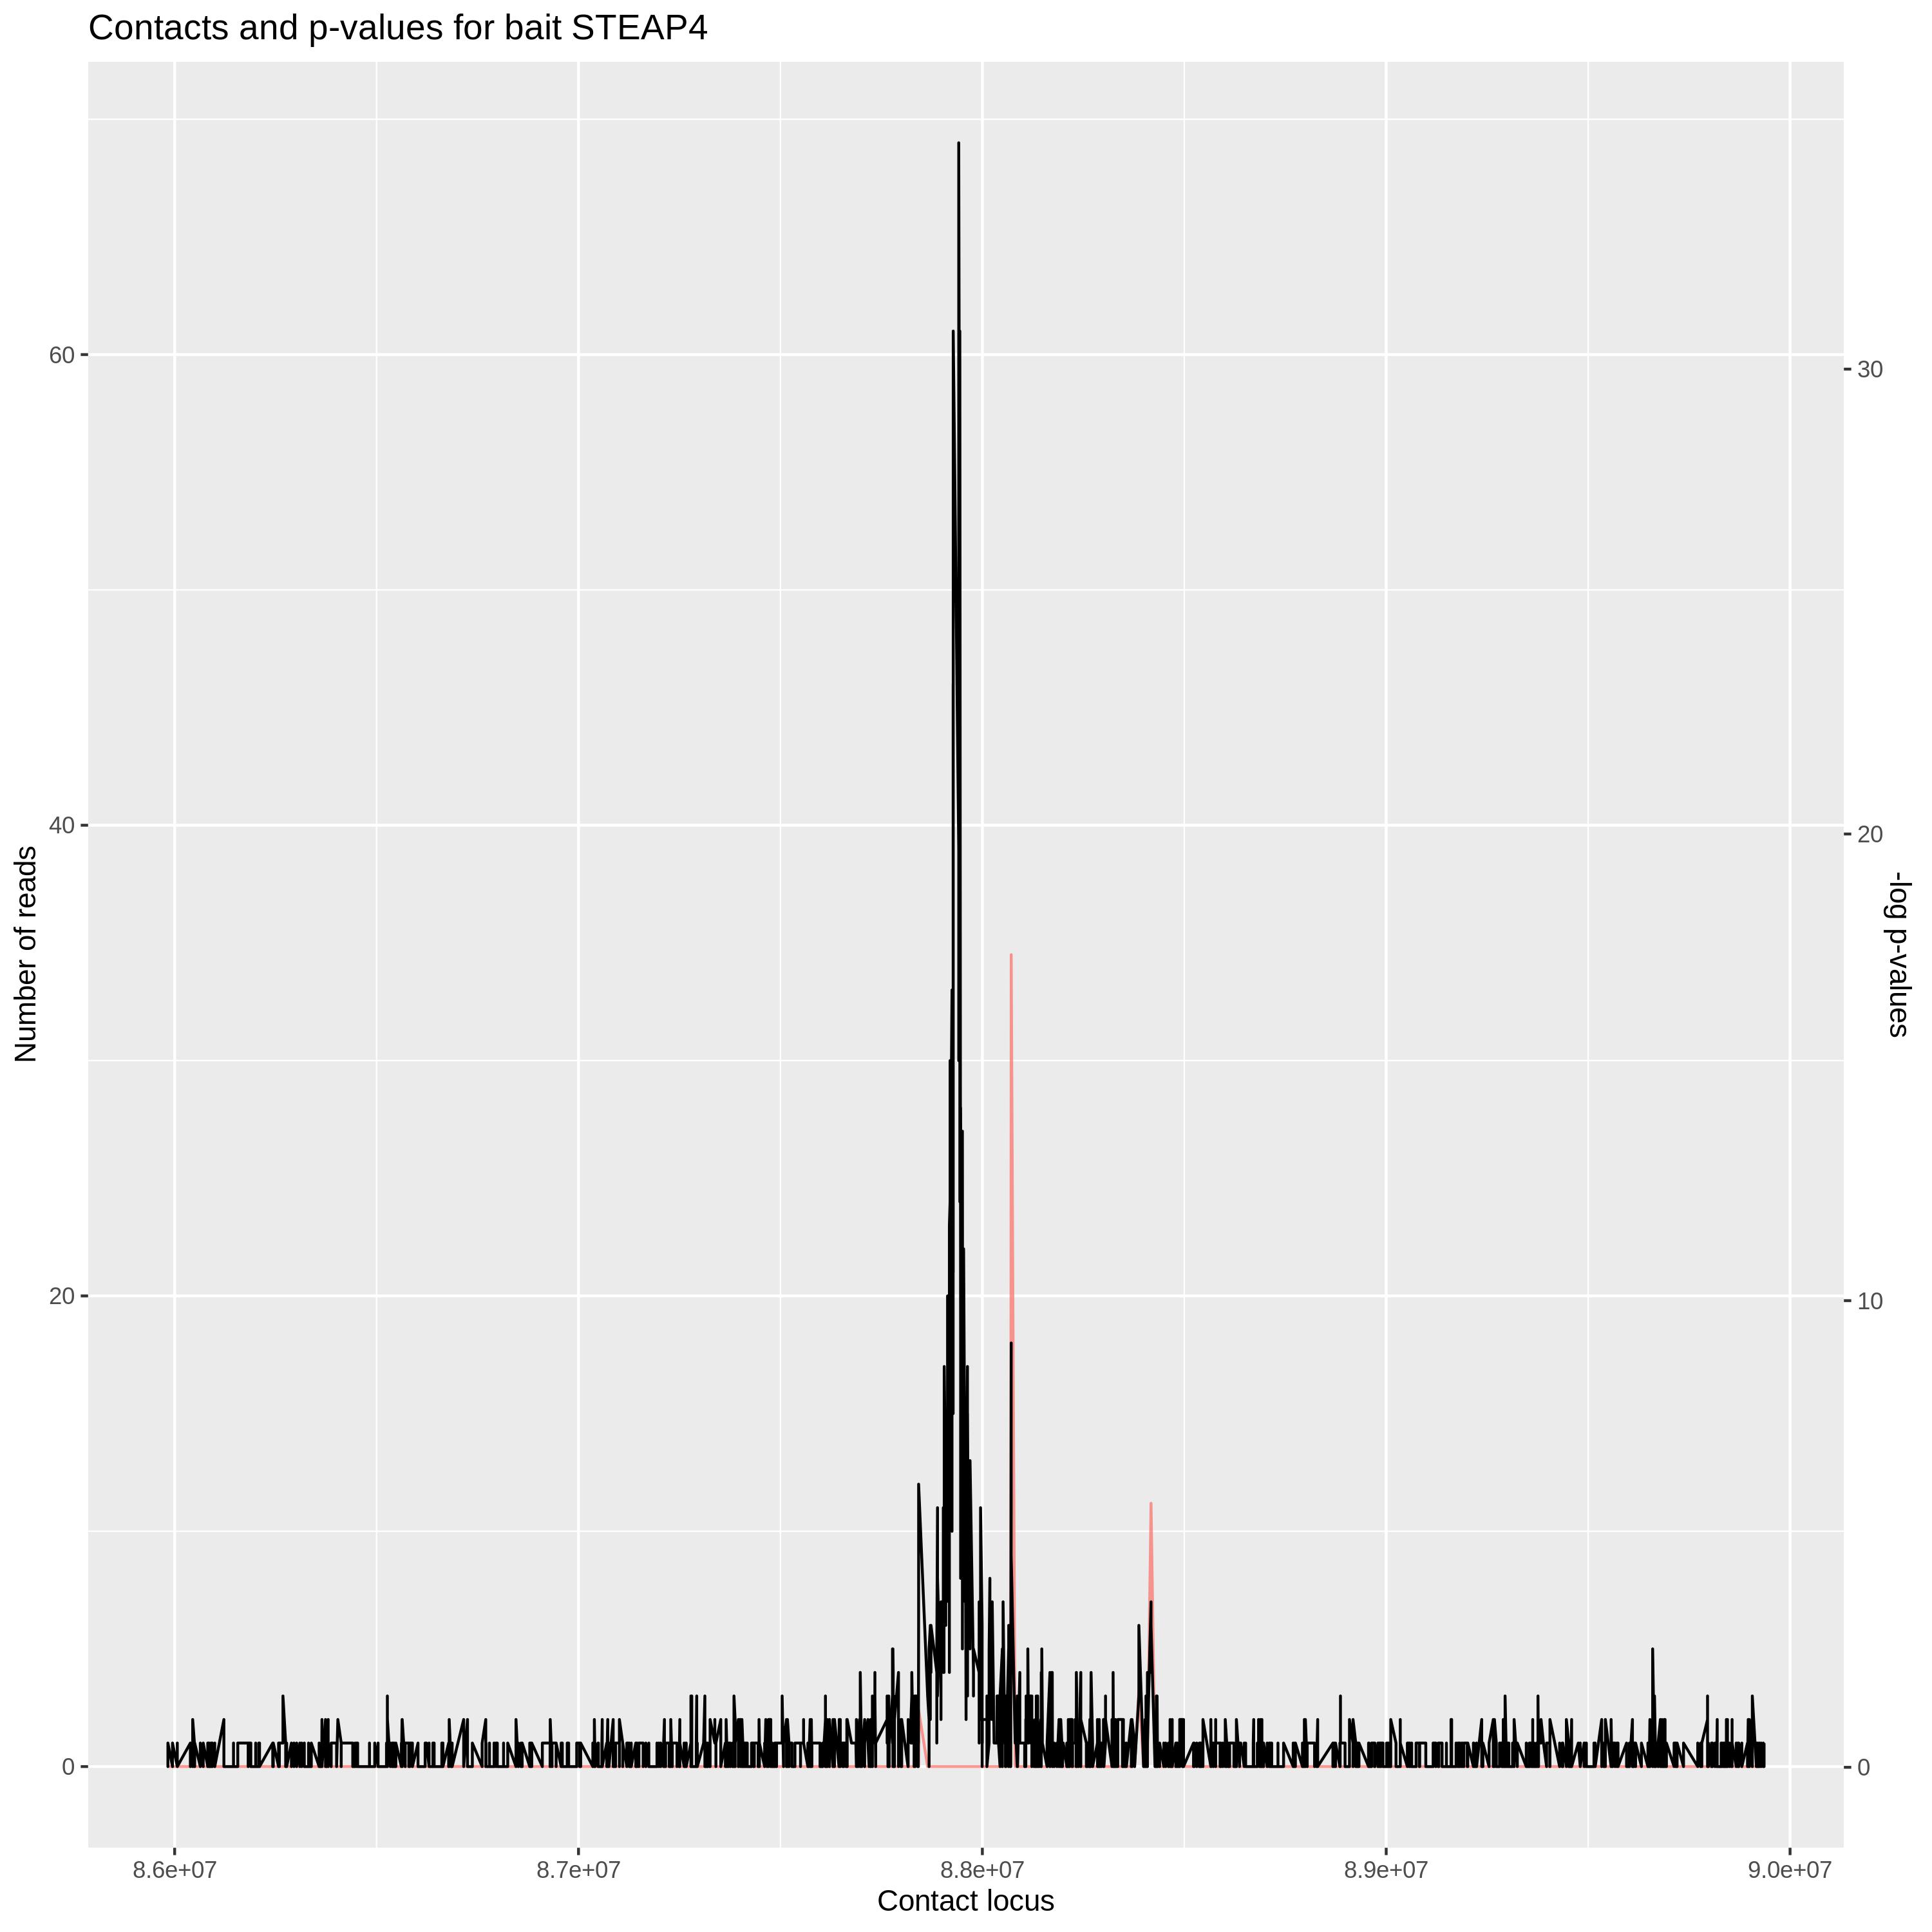 Contacts and p-values for bait STEAP4
60
40
20
0
30
20
10
0
Number of reads
-log p-values
8.6e+07
8.7e+07
8.8e+07
8.9e+07
9.0e+07
Contact locus